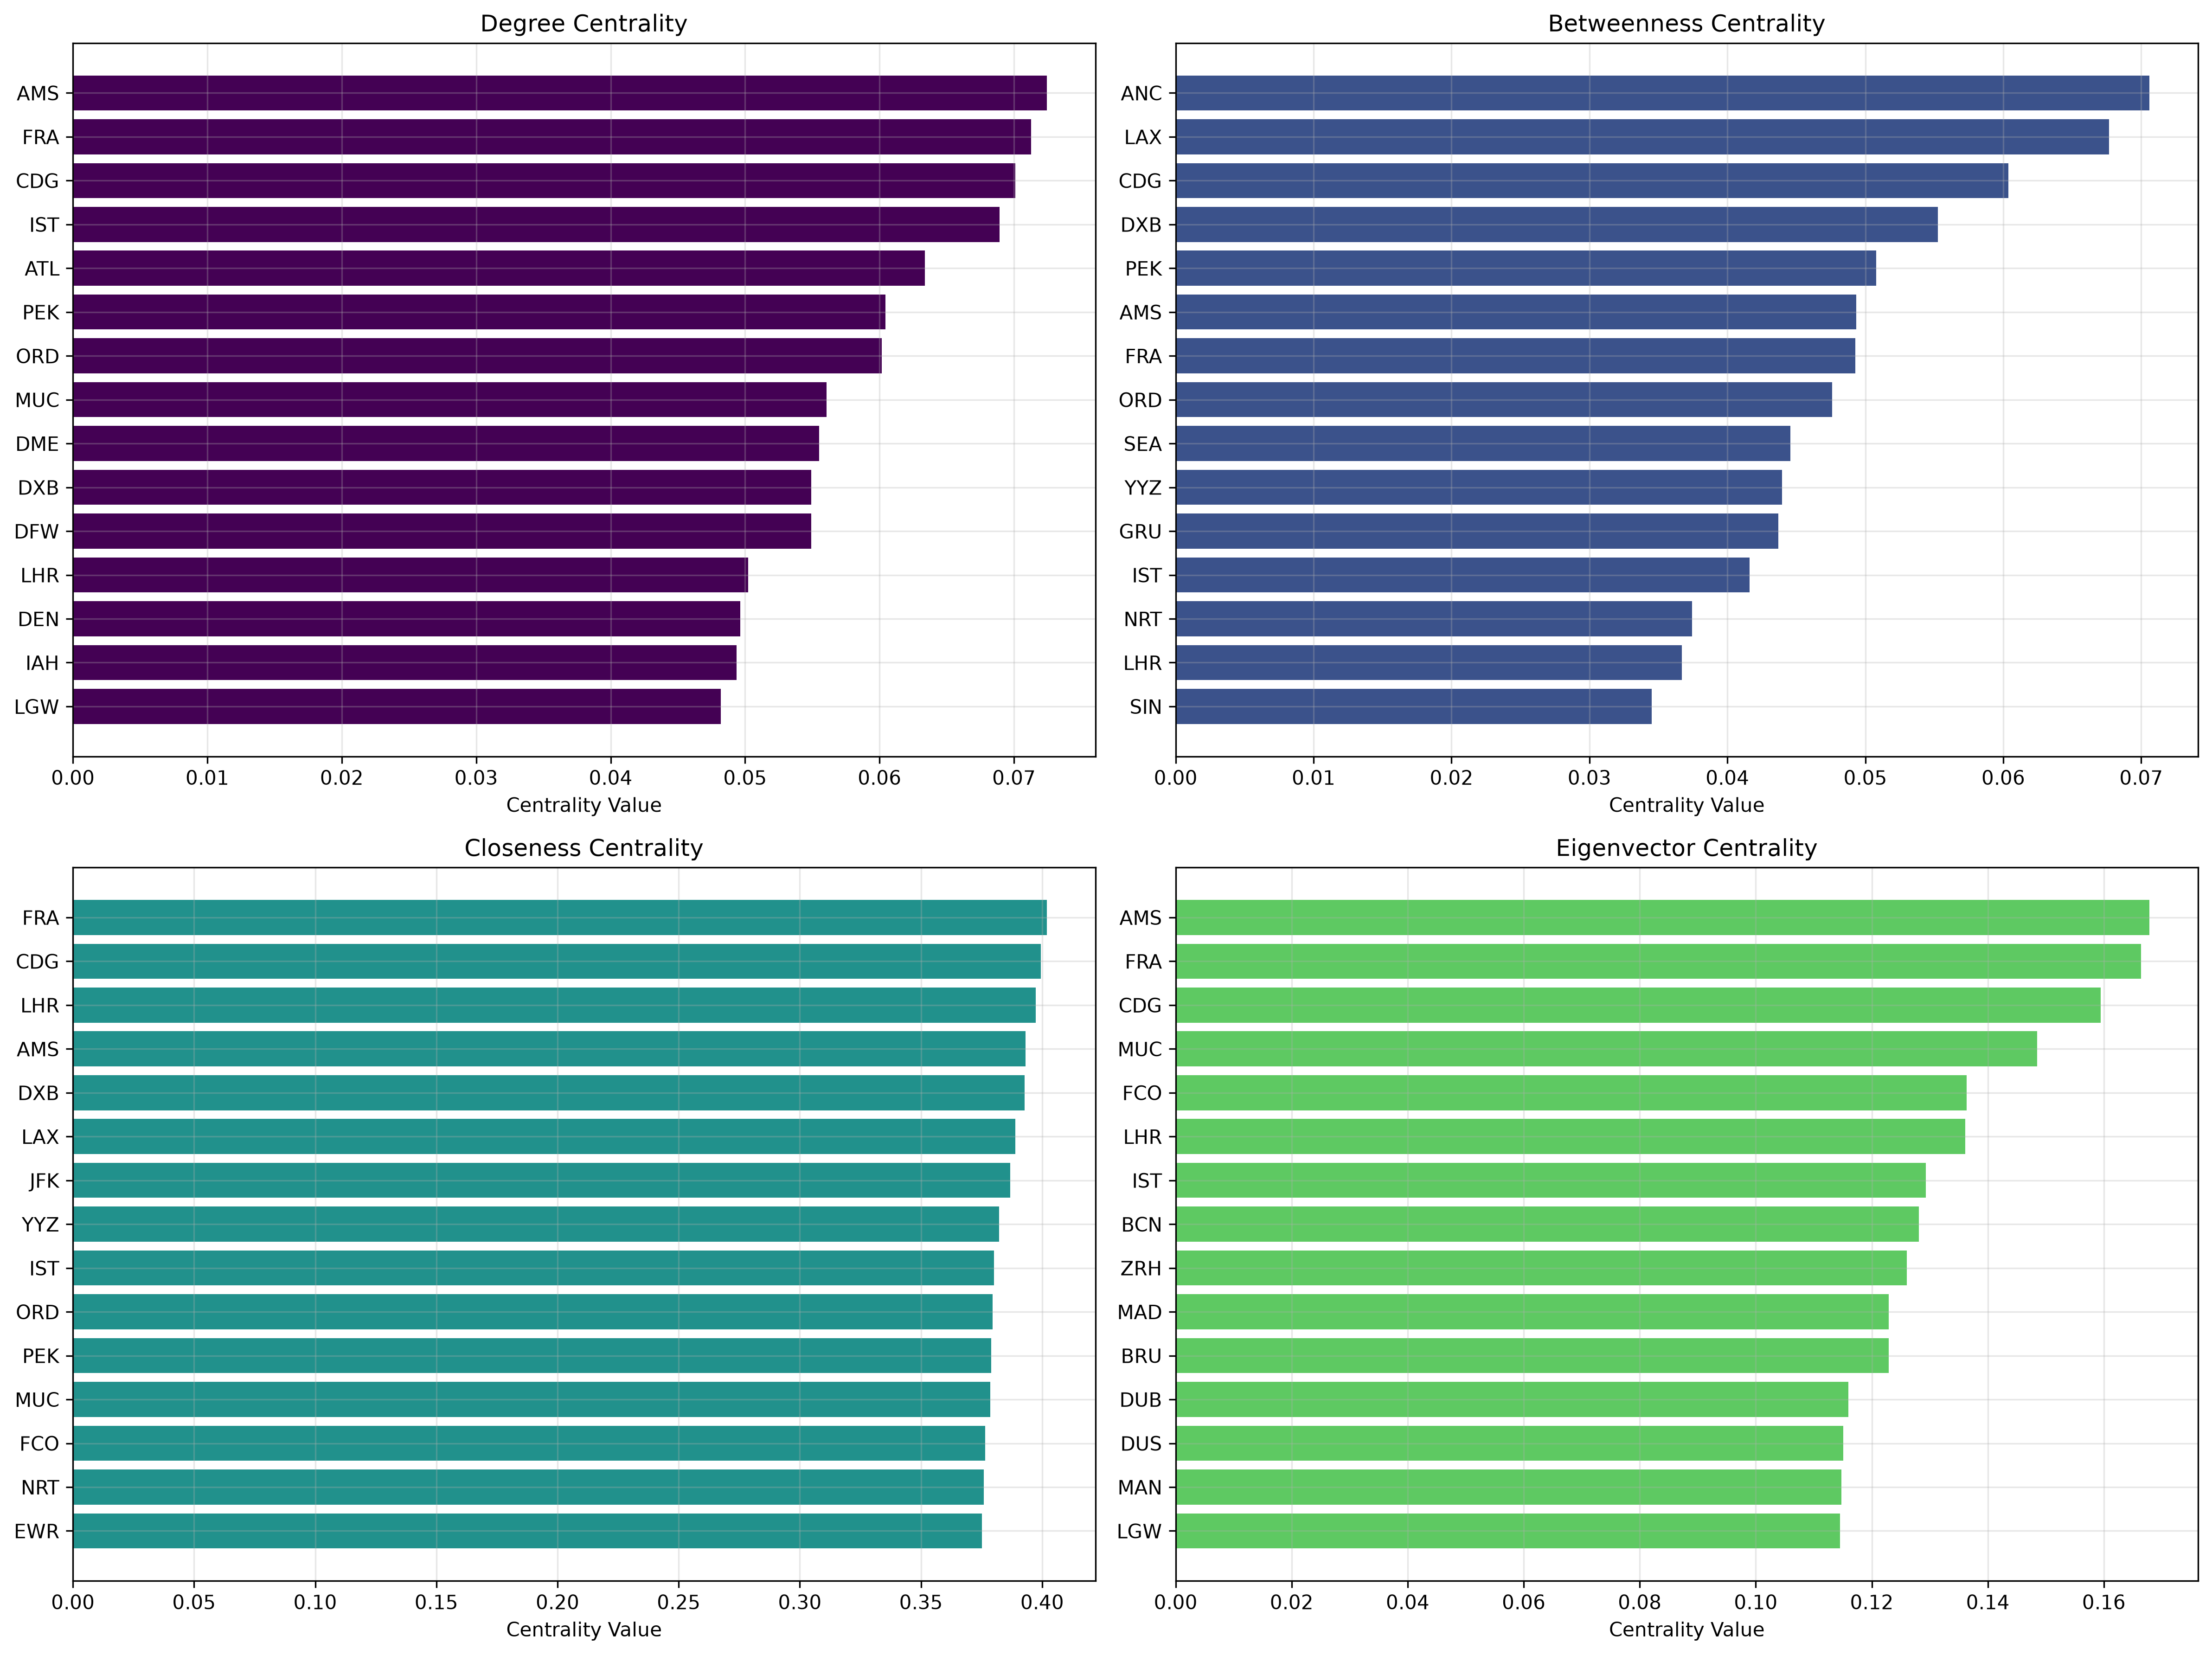 Degree Centrality
AMS
FRA
CDG
IST
ATL
PEK
ORD
MUC
DME
DXB
DFW
LHR
DEN
IAH
LGW
0.00 0.01 0.02 0.03 0.04 0.05 0.06 0.07
Centrality Value
Betweenness Centrality
ANC
LAX
CDG
DXB
PEK
AMS
FRA
ORD
SEA
YYZ
GRU
IST
NRT
LHR
SIN
0.00 0.01 0.02 0.03 0.04 0.05 0.06 0.07
Centrality Value
Closeness Centrality
FRA
CDG
LHR
AMS
DXB
LAX
JFK
YYZ
IST
ORD
PEK
MUC
FCO
NRT
EWR
0.00 0.05 0.10 0.15 0.20 0.25 0.30 0.35 0.40
Centrality Value
Eigenvector Centrality
AMS
FRA
CDG
MUC
FCO
LHR
IST
BCN
ZRH
MAD
BRU
DUB
DUS
MAN
LGW
0.00 0.02 0.04 0.06 0.08 0.10 0.12 0.14 0.16
Centrality Value